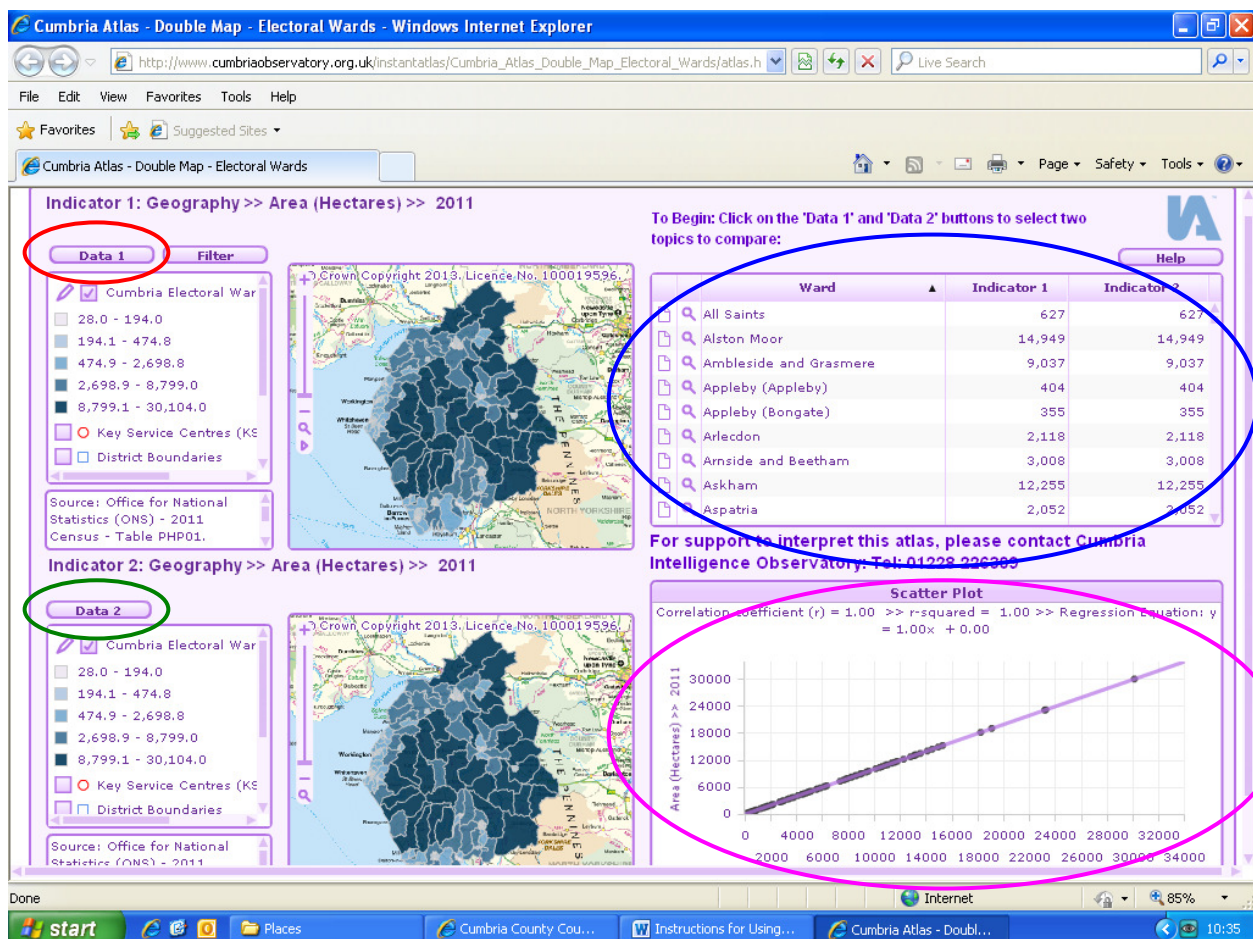 Cumbria Atlas - Double Map - Electoral Wards - Windows Internet Explorer
http://www.cumbriaobservatory.org.uk/instantatlas/Cumbria_Atlas_Double_Map_Electoral_Wards/atlas.h
Live Search
File Edit View Favorites Tools Help
Favorites Suggested Sites
Cumbria Atlas - Double Map - Electoral Wards
Page Safety Tools
Indicator 1: Geography >> Area (Hectares) >> 2011
Data 1 Filter
Cumbria Electoral War
28.0 - 194.0
194.1 - 474.8
474.9 - 2,698.8
2,698.9 - 8,799.0
8,799.1 - 30,104.0
Key Service Centres (KS
District Boundaries
Source: Office for National
Statistics (ONS) - 2011
Census - Table PHP01.
Crown Copyright 2013. Licence No. 100019596.
THE PENNINES
NORTH YORKSHIRE
Workington
Lancaster
To Begin: Click on the 'Data 1' and 'Data 2' buttons to select two
topics to compare:
IA
Help
Ward Indicator 1 Indicator 2
All Saints 627 627
Alston Moor 14,949 14,949
Ambleside and Grasmere 9,037 9,037
Appleby (Appleby) 404 404
Appleby (Bongate) 355 355
Arlecdon 2,118 2,118
Arnside and Beetham 3,008 3,008
Askham 12,255 12,255
Aspatria 2,052 2,052
For support to interpret this atlas, please contact Cumbria
Intelligence Observatory: Tel: 01228 226309
Indicator 2: Geography >> Area (Hectares) >> 2011
Data 2
Cumbria Electoral War
28.0 - 194.0
194.1 - 474.8
474.9 - 2,698.8
2,698.9 - 8,799.0
8,799.1 - 30,104.0
Key Service Centres (KS
District Boundaries
Source: Office for National
Statistics (ONS) - 2011
Crown Copyright 2013. Licence No. 100019596.
Workington
Scatter Plot
Correlation coefficient (r) = 1.00 >> r-squared = 1.00 >> Regression Equation: y
= 1.00x + 0.00
Area (Hectares) >> 2011
30000
24000
18000
12000
6000
0
0 4000 8000 12000 16000 20000 24000 28000 32000
2000 6000 10000 14000 18000 22000 26000 30000 34000
Done Internet 85%
start Places Cumbria County Cou... Instructions for Using... Cumbria Atlas - Doubl... 10:35